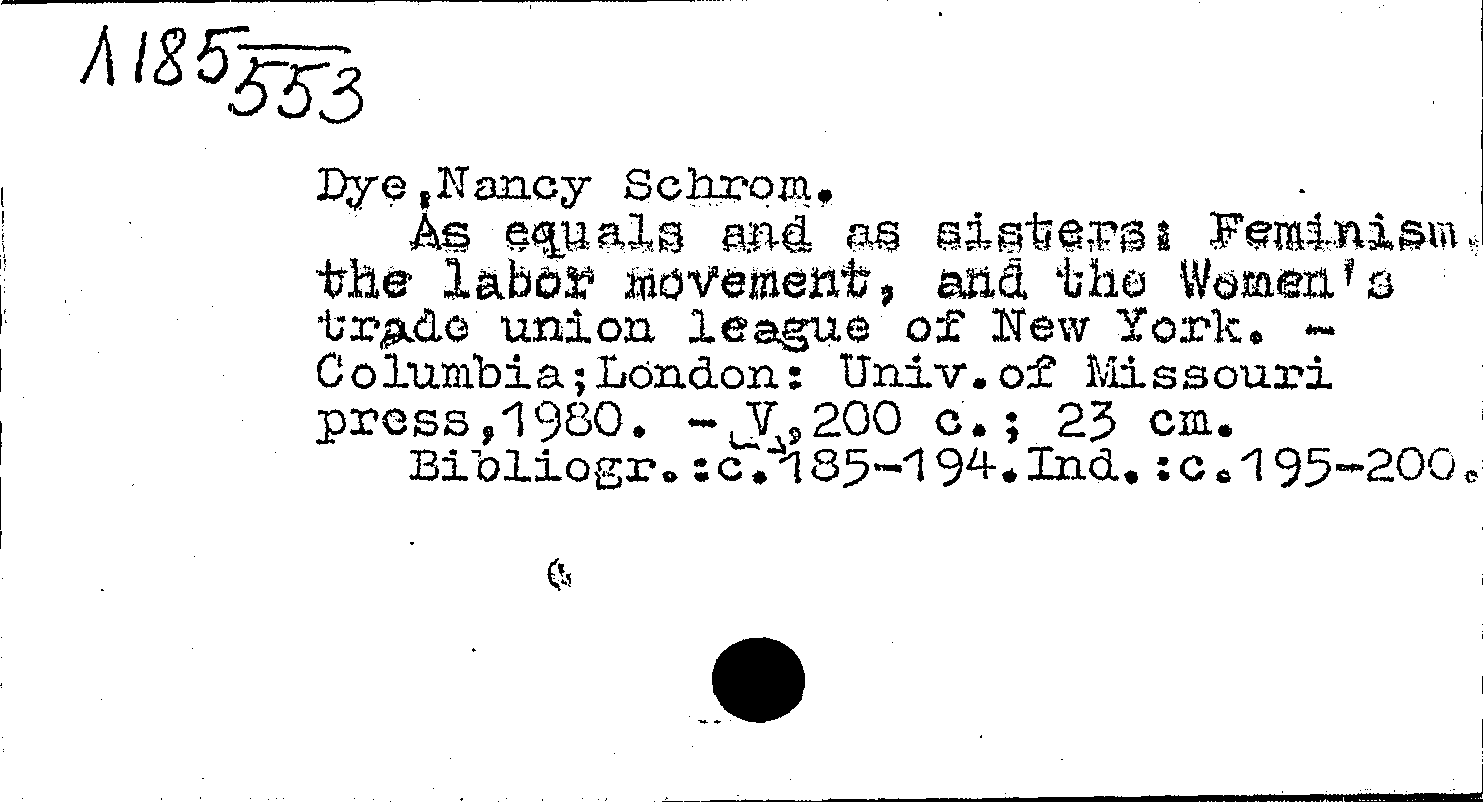 Λ 185/553
Dye,Nancy Schrom.
As equals and as sisters: Feminism,
the labor movement, and the Women's
trade union league of New York. -
Columbia;London: Univ.of Missouri
press,1980. - V,200 c.; 23 cm.
Bibliogr.:c.185-194.Ind.:c.195-200.